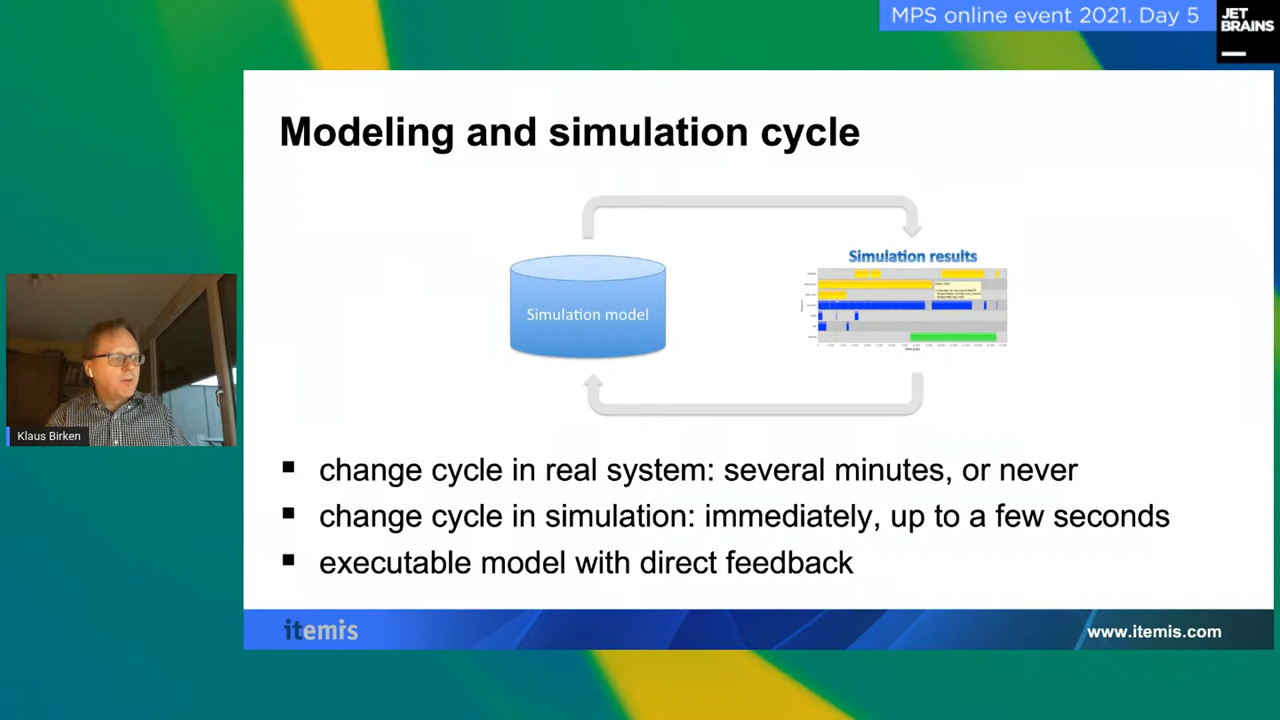 MPS online event 2021. Day 5
JET
BRAINS
Modeling and simulation cycle
Simulation results
Simulation model
Klaus Birken
▪ change cycle in real system: several minutes, or never
▪ change cycle in simulation: immediately, up to a few seconds
▪ executable model with direct feedback
itemis
www.itemis.com